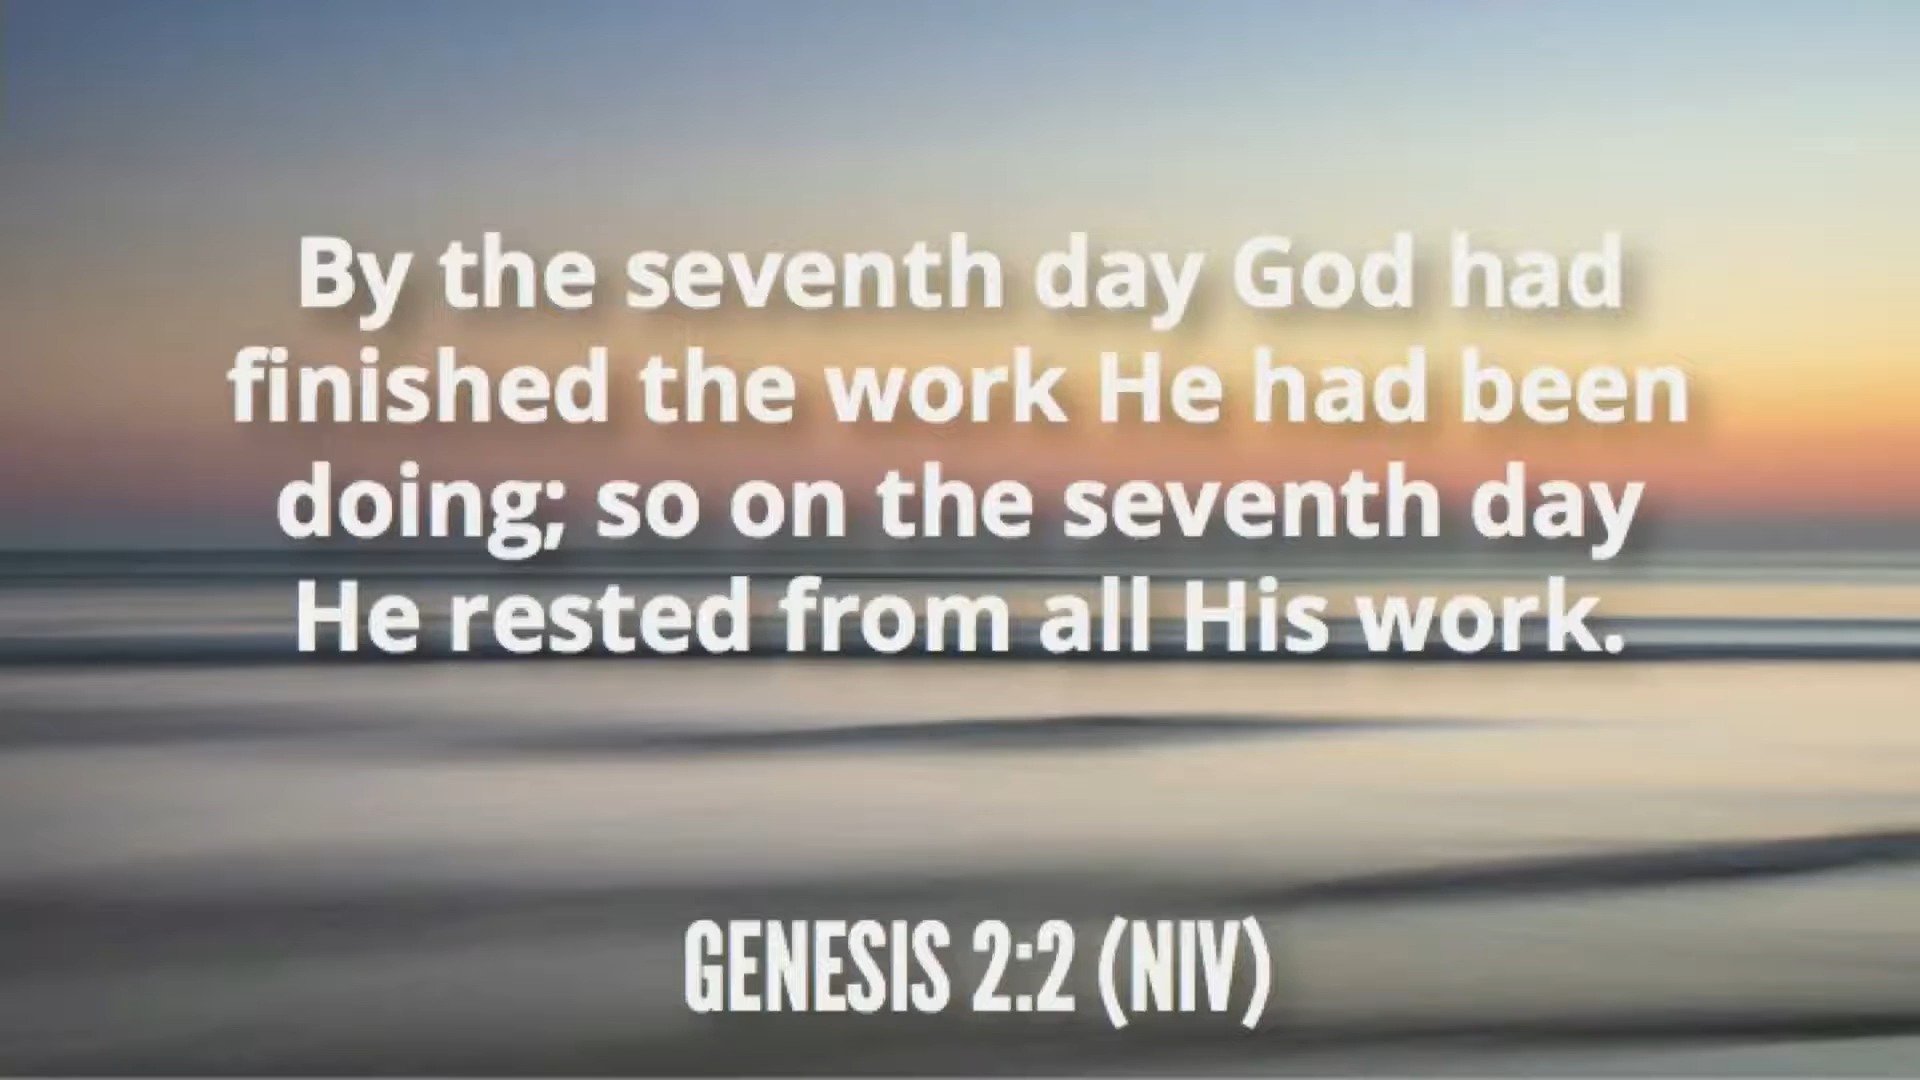 By the seventh day God had
finished the work He had been
doing; so on the seventh day
He rested from all His work.
GENESIS 2:2 (NIV)